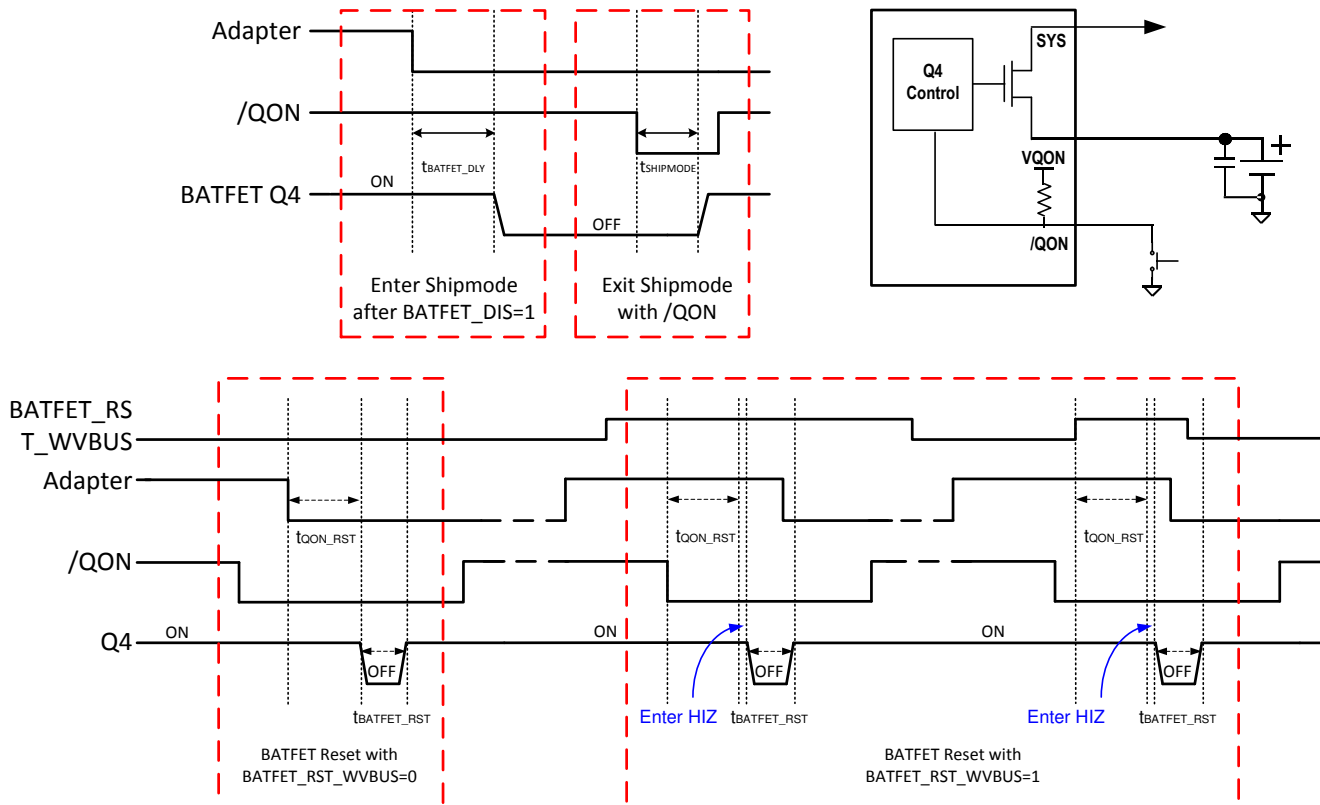 Adapter
/QON
tBATFET_DLY
tSHIPMODE
ON
BATFET Q4
OFF
Enter Shipmode
after BATFET_DIS=1
Exit Shipmode
with /QON
SYS
Q4
Control
VQON
+
/QON
BATFET_RS
T_WVBUS
Adapter
tQON_RST
tQON_RST
tQON_RST
/QON
ON
ON
ON
Q4
OFF
OFF
OFF
tBATFET_RST
Enter HIZ
tBATFET_RST
Enter HIZ
tBATFET_RST
BATFET Reset with
BATFET_RST_WVBUS=0
BATFET Reset with
BATFET_RST_WVBUS=1